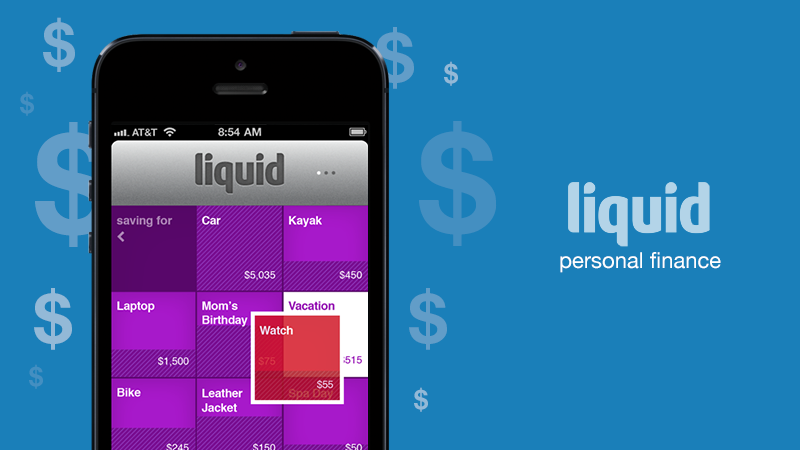 $
$
$
$
AT&T 8:54 AM
liquid
$
$
saving for
Car
Kayak
$5,035
$450
liquid
personal finance
Laptop
Mom's
Birthday
Vacation
Watch
$1,500
$75
$515
$55
$
$
$
$
Bike
Leather
Jacket
Spa Day
$245
$150
$50